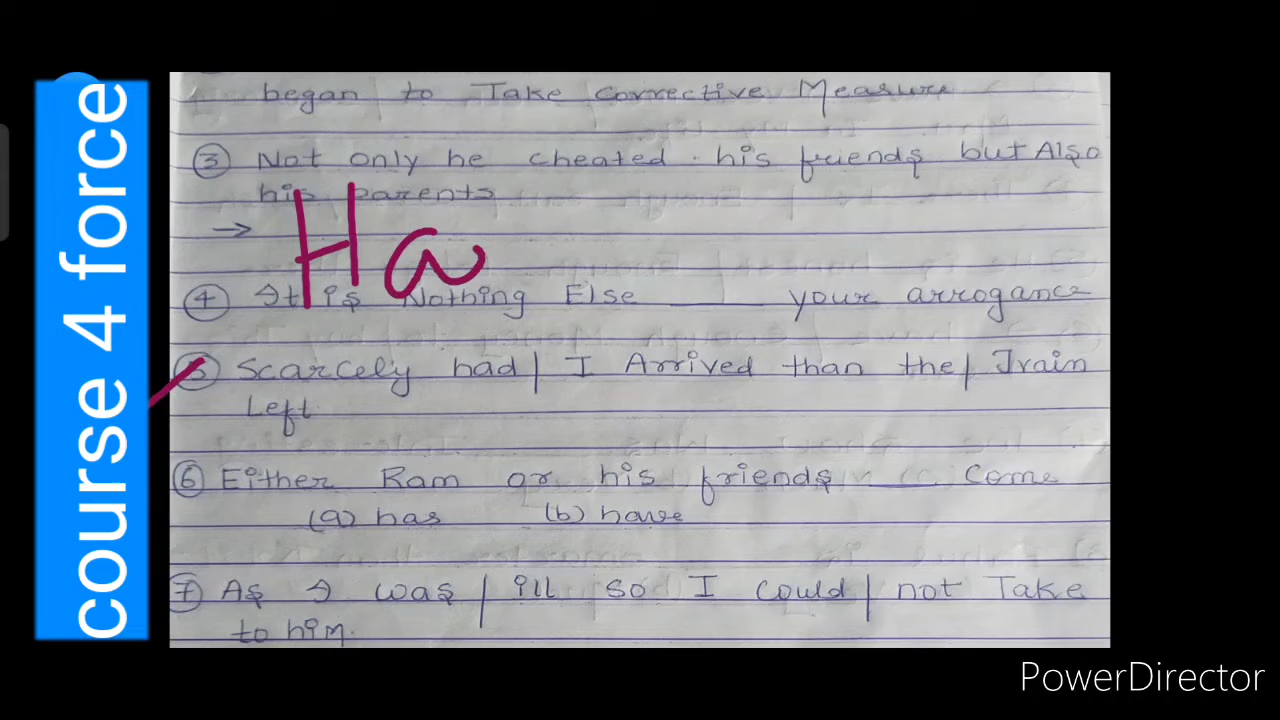 course 4 force
began to Take corrective Measure
③ Not only he cheated his friends but Also
his parents
→ Ha
④ It is Nothing Else ____ your arrogance
⑤ Scarcely had | I Arrived than the | Train
Left.
⑥ Either Ram or his friends ____ Come
(a) has (b) have
⑦ As I was | ill so I could | not Take
to him.
PowerDirector